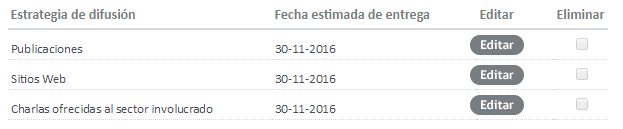 Estrategia de difusión Fecha estimada de entrega Editar Eliminar
Publicaciones 30-11-2016 Editar
Sitios Web 30-11-2016 Editar
Charlas ofrecidas al sector involucrado 30-11-2016 Editar